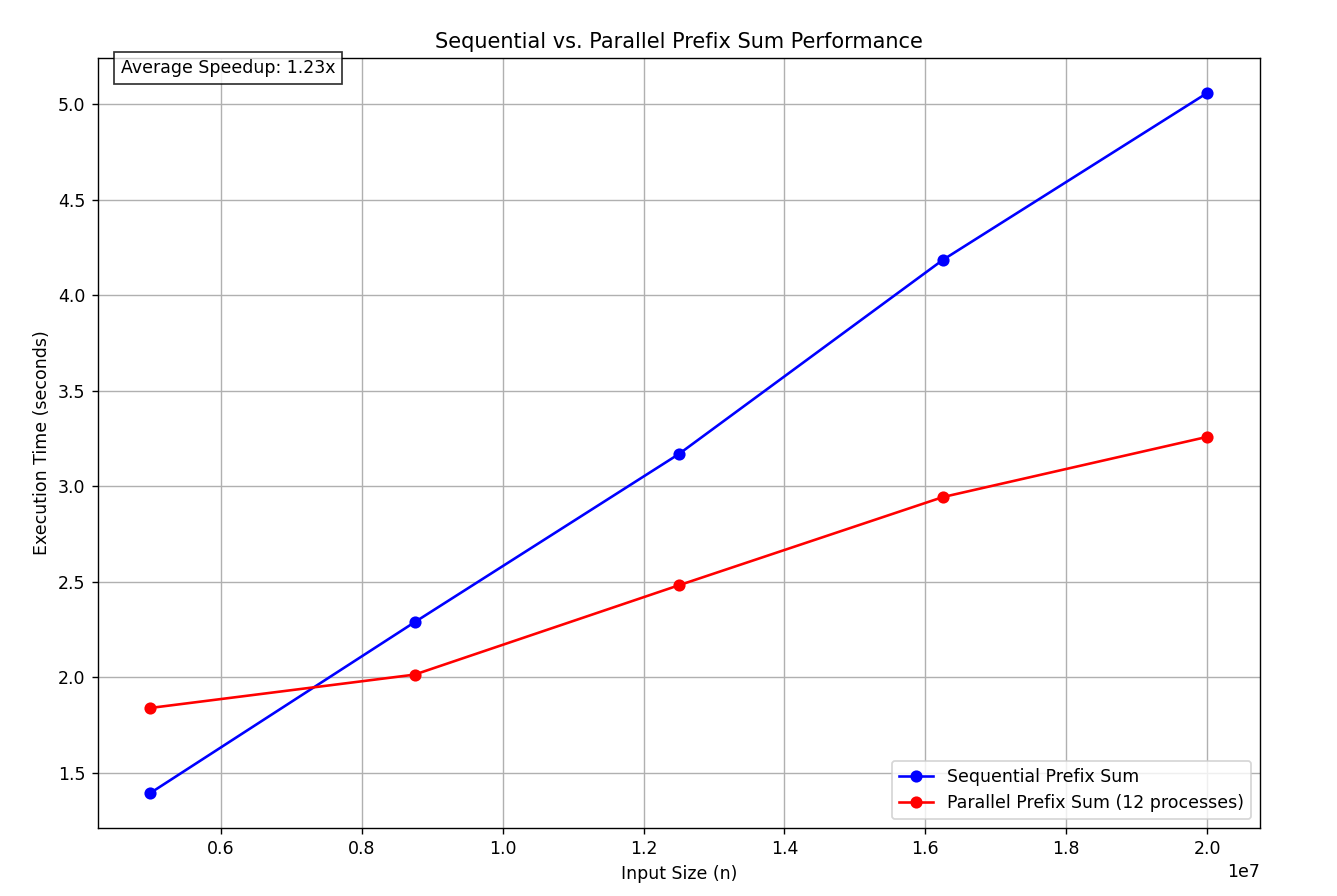 Sequential vs. Parallel Prefix Sum Performance
Average Speedup: 1.23x
5.0
4.5
4.0
3.5
3.0
2.5
2.0
1.5
Execution Time (seconds)
Sequential Prefix Sum
Parallel Prefix Sum (12 processes)
0.6 0.8 1.0 1.2 1.4 1.6 1.8 2.0
1e7
Input Size (n)